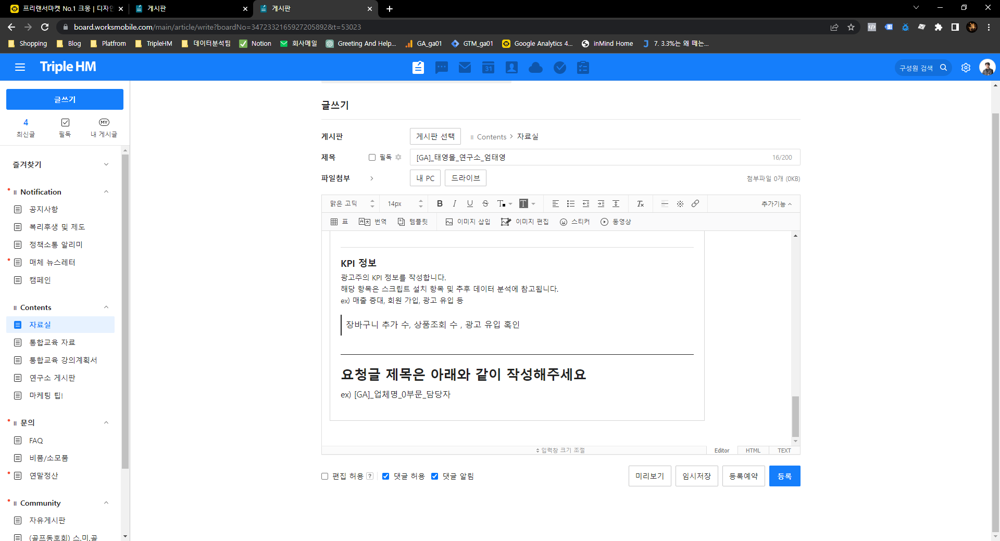 프리랜서마켓 No.1 크몽 | 디자인
게시판
게시판
board.worksmobile.com/main/article/write?boardNo=3472332165927205892&t=53023
Shopping
Blog
Platfrom
TripleHM
데이터분석팀
Notion
회사메일
Greeting And Help...
GA_ga01
GTM_ga01
Google Analytics 4...
inMind Home
7. 3.3%는 왜 떼는...
Triple HM
31
구성원 검색
글쓰기
4
최신글
필독
MY
내 게시글
즐겨찾기
Notification
공지사항
복리후생 및 제도
정책소통 알리미
매체 뉴스레터
캠페인
Contents
자료실
통합교육 자료
통합교육 강의계획서
연구소 게시판
마케팅 팁!
문의
FAQ
비품/소모품
연말정산
Community
자유게시판
(골프동호회) 스.미.골
글쓰기
게시판
게시판 선택
Contents > 자료실
제목
필독
[GA]_태영물_연구소_엄태영
16/200
파일첨부
내 PC
드라이브
첨부파일 0개 (0KB)
맑은 고딕
14px
추가기능
표
번역
템플릿
이미지 삽입
이미지 편집
스티커
동영상
KPI 정보
광고주의 KPI 정보를 작성합니다.
해당 항목은 스크립트 설치 항목 및 추후 데이터 분석에 참고됩니다.
ex) 매출 증대, 회원 가입, 광고 유입 등
장바구니 추가 수, 상품조회 수 , 광고 유입 혹인
요청글 제목은 아래와 같이 작성해주세요
ex) [GA]_업체명_0부문_담당자
입력창 크기 조절
Editor
HTML
TEXT
편집 허용
?
댓글 허용
댓글 알림
미리보기
임시저장
등록예약
등록